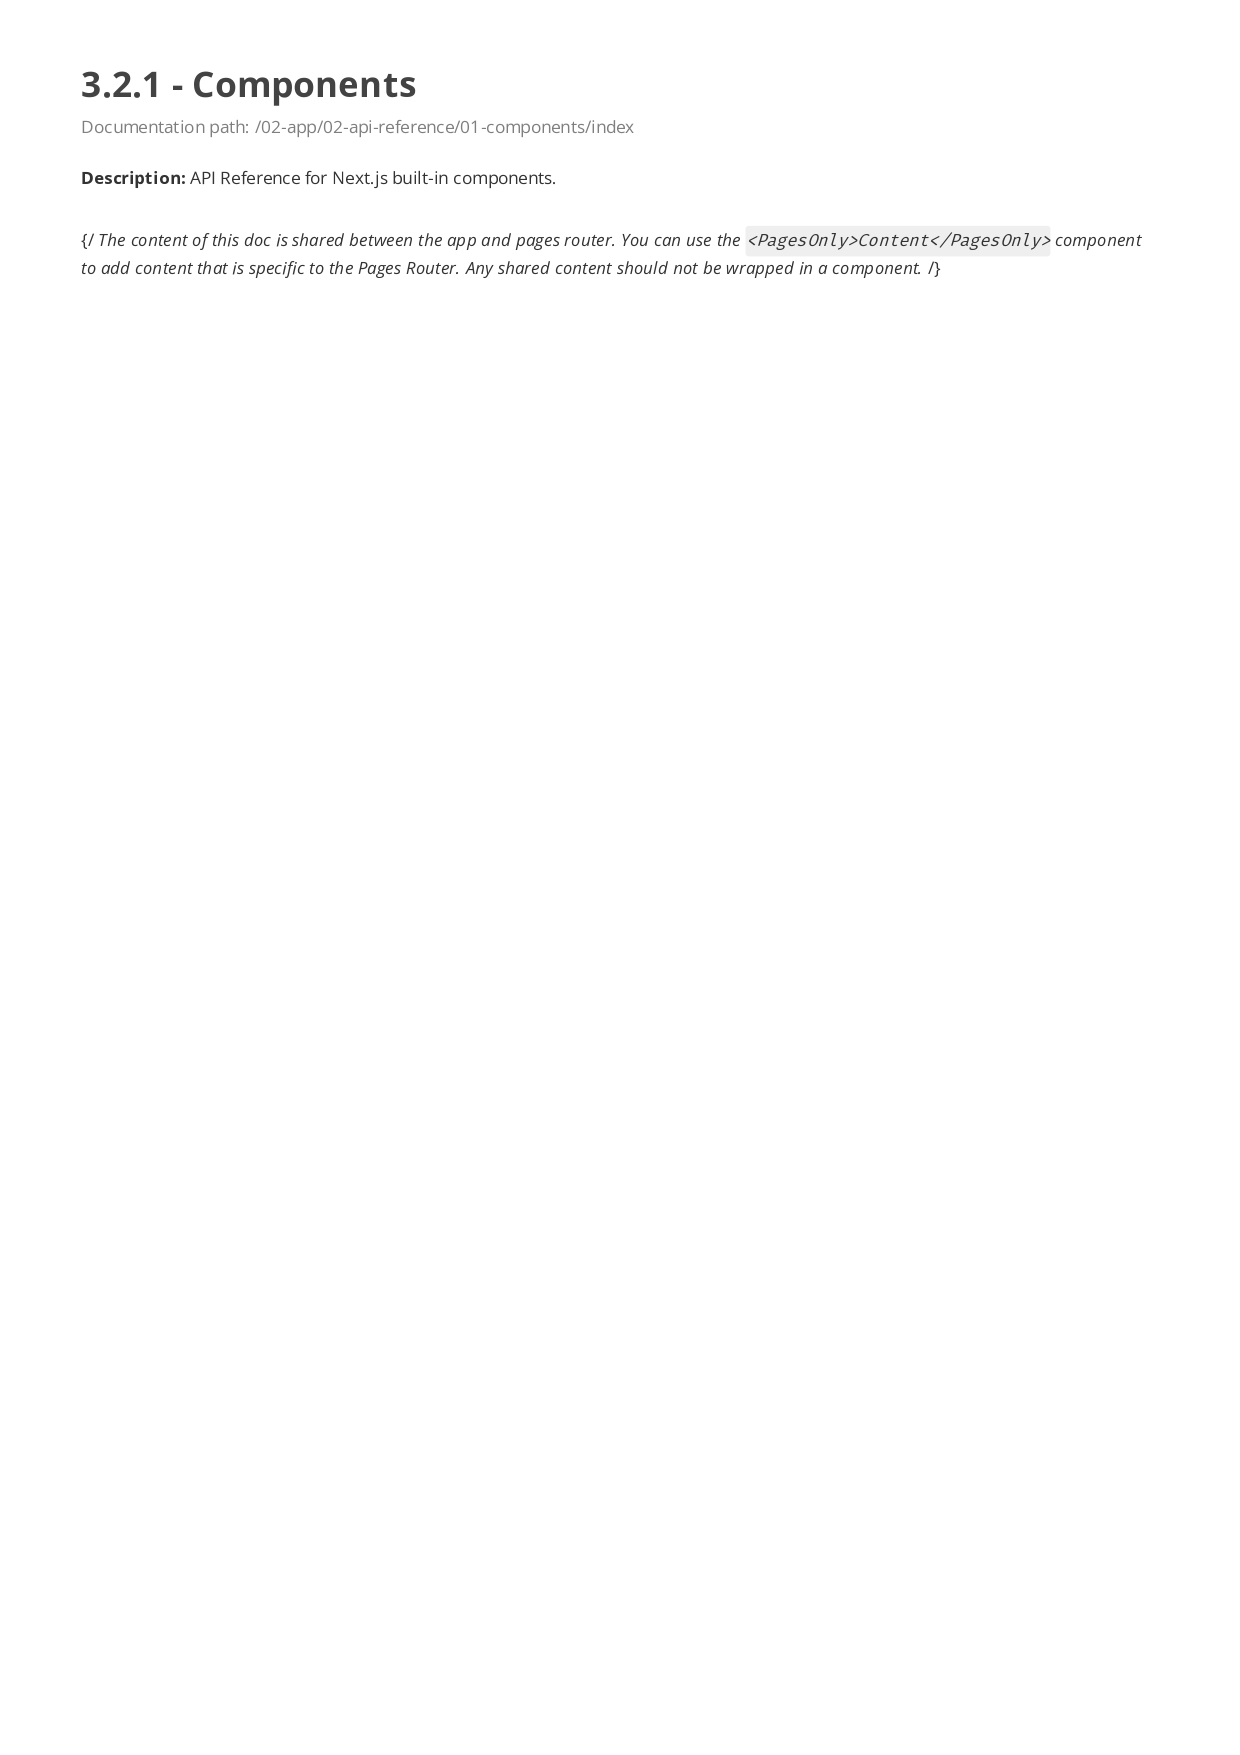 3.2.1 - Components
Documentation path: /02-app/02-api-reference/01-components/index
Description: API Reference for Next.js built-in components.
{/ The content of this doc is shared between the app and pages router. You can use the <PagesOnly>Content</PagesOnly> component
to add content that is specific to the Pages Router. Any shared content should not be wrapped in a component. /}